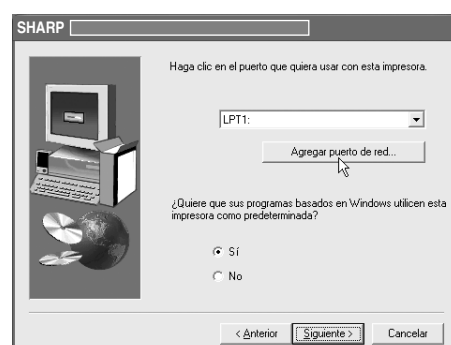 SHARP
Haga clic en el puerto que quiera usar con esta impresora.
LPT1:
Agregar puerto de red...
¿Quiere que sus programas basados en Windows utilicen esta
impresora como predeterminada?
Sí
No
< Anterior
Siguiente >
Cancelar